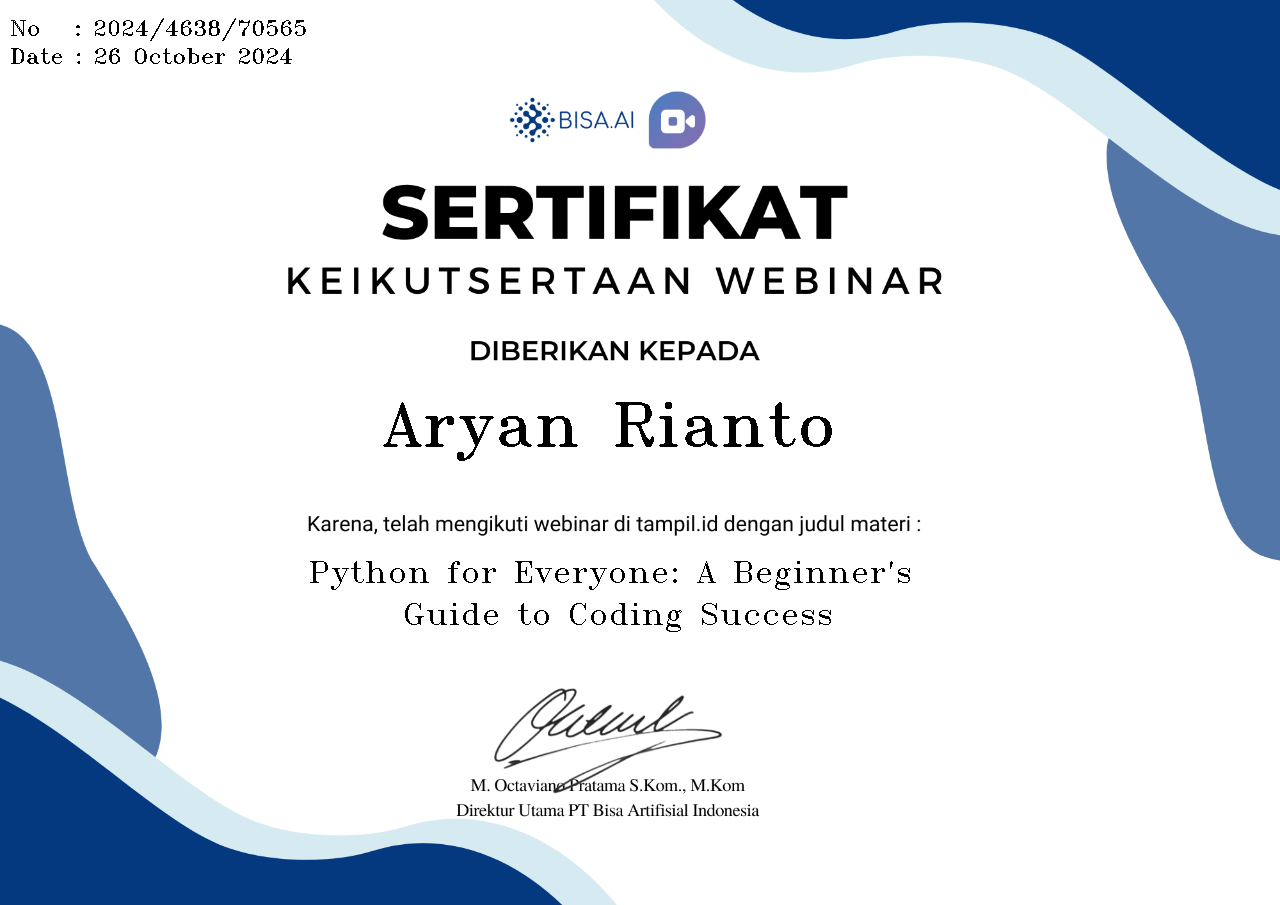 No : 2024/4638/70565
Date : 26 October 2024
BISA.AI
SERTIFIKAT
KEIKUTSERTAAN WEBINAR
DIBERIKAN KEPADA
Aryan Rianto
Karena, telah mengikuti webinar di tampil.id dengan judul materi :
Python for Everyone: A Beginner's
Guide to Coding Success
M. Octaviano Pratama S.Kom., M.Kom
Direktur Utama PT Bisa Artifisial Indonesia